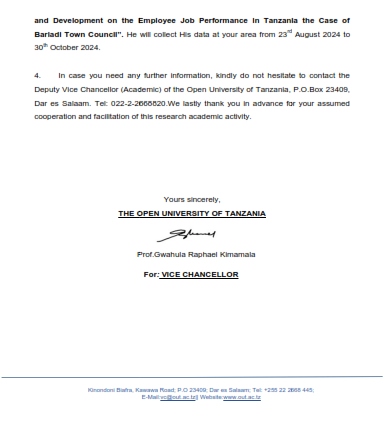 and Development on the Employee Job Performance in Tanzania the Case of
Bariadi Town Council". He will collect His data at your area from 23rd August 2024 to
30th October 2024.
4. In case you need any further information, kindly do not hesitate to contact the
Deputy Vice Chancellor (Academic) of the Open University of Tanzania, P.O.Box 23409,
Dar es Salaam. Tel: 022-2-2668820.We lastly thank you in advance for your assumed
cooperation and facilitation of this research academic activity.
Yours sincerely,
THE OPEN UNIVERSITY OF TANZANIA
Prof.Gwahula Raphael Kimamala
For: VICE CHANCELLOR
Kinondoni Biafra, Kawawa Road; P.O 23409; Dar es Salaam; Tel: +255 22 2668 445;
E-Mail:vc@out.ac.tz|| Website:www.out.ac.tz